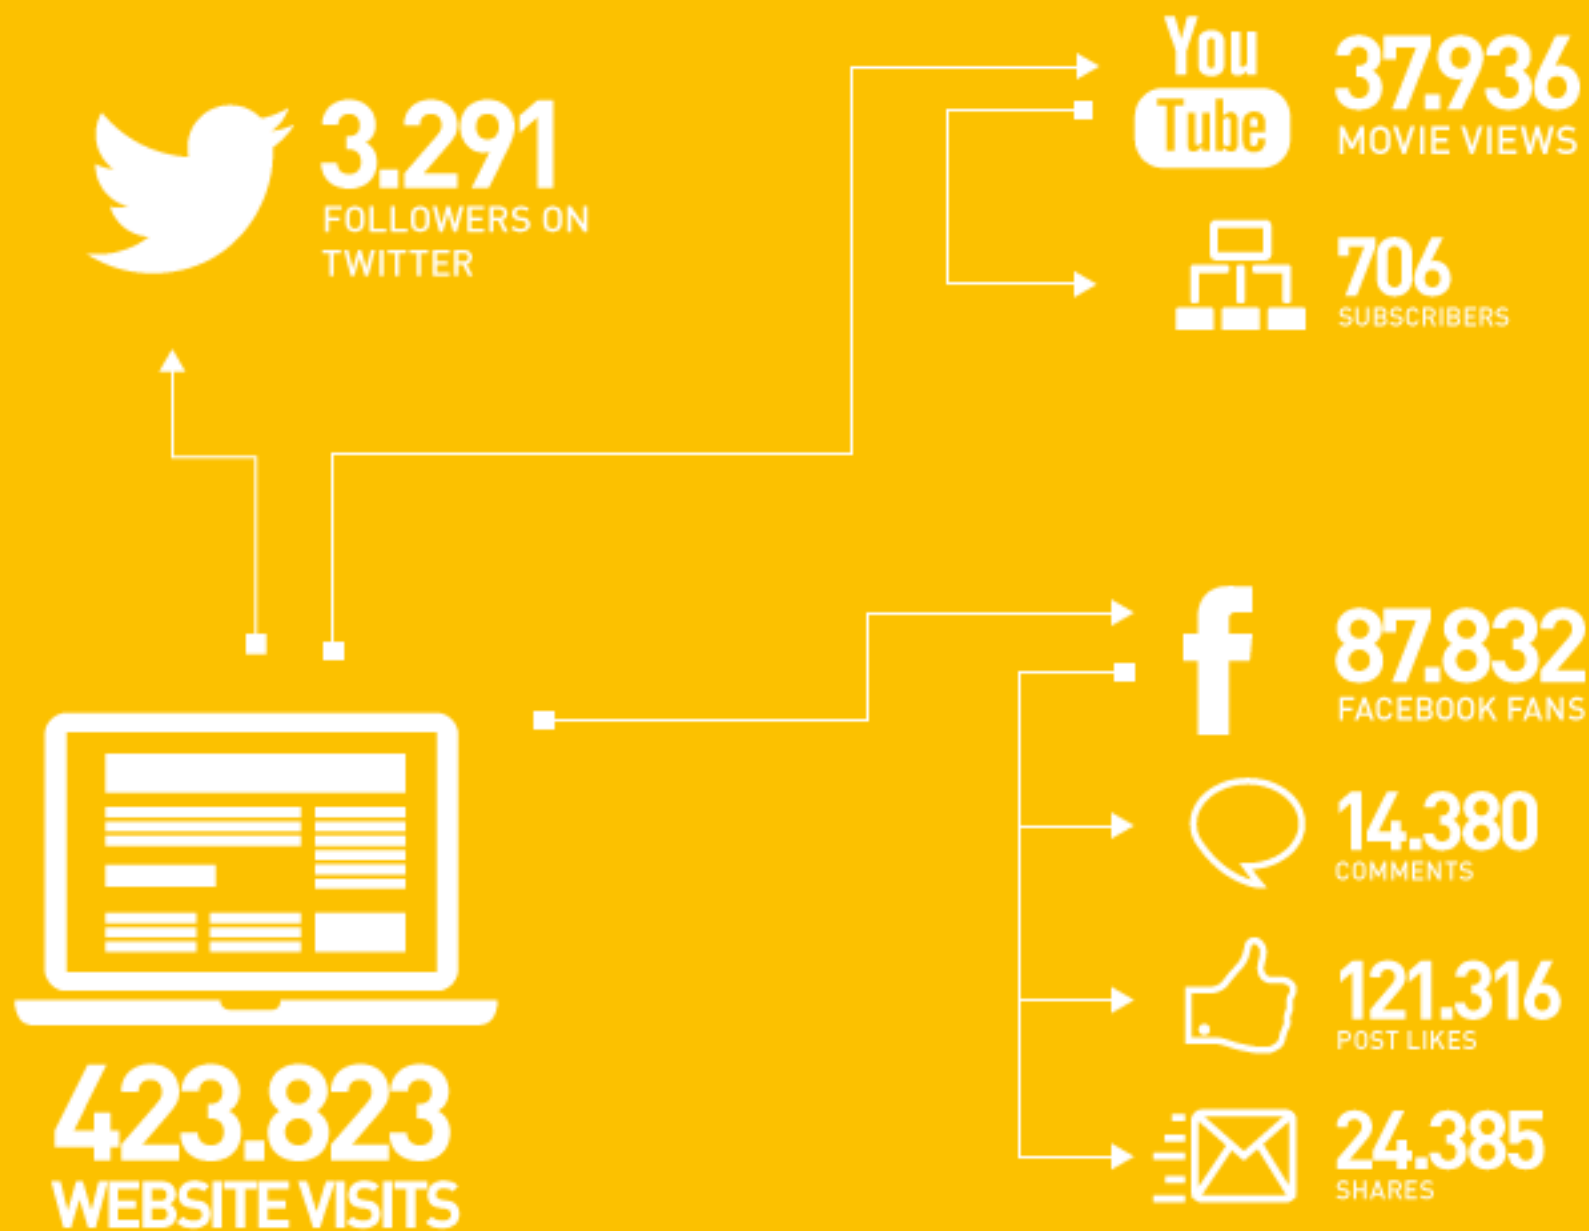 3.291
FOLLOWERS ON
TWITTER
You
Tube
37.936
MOVIE VIEWS
706
SUBSCRIBERS
f
87.832
FACEBOOK FANS
14.380
COMMENTS
121.316
POST LIKES
24.385
SHARES
423.823
WEBSITE VISITS